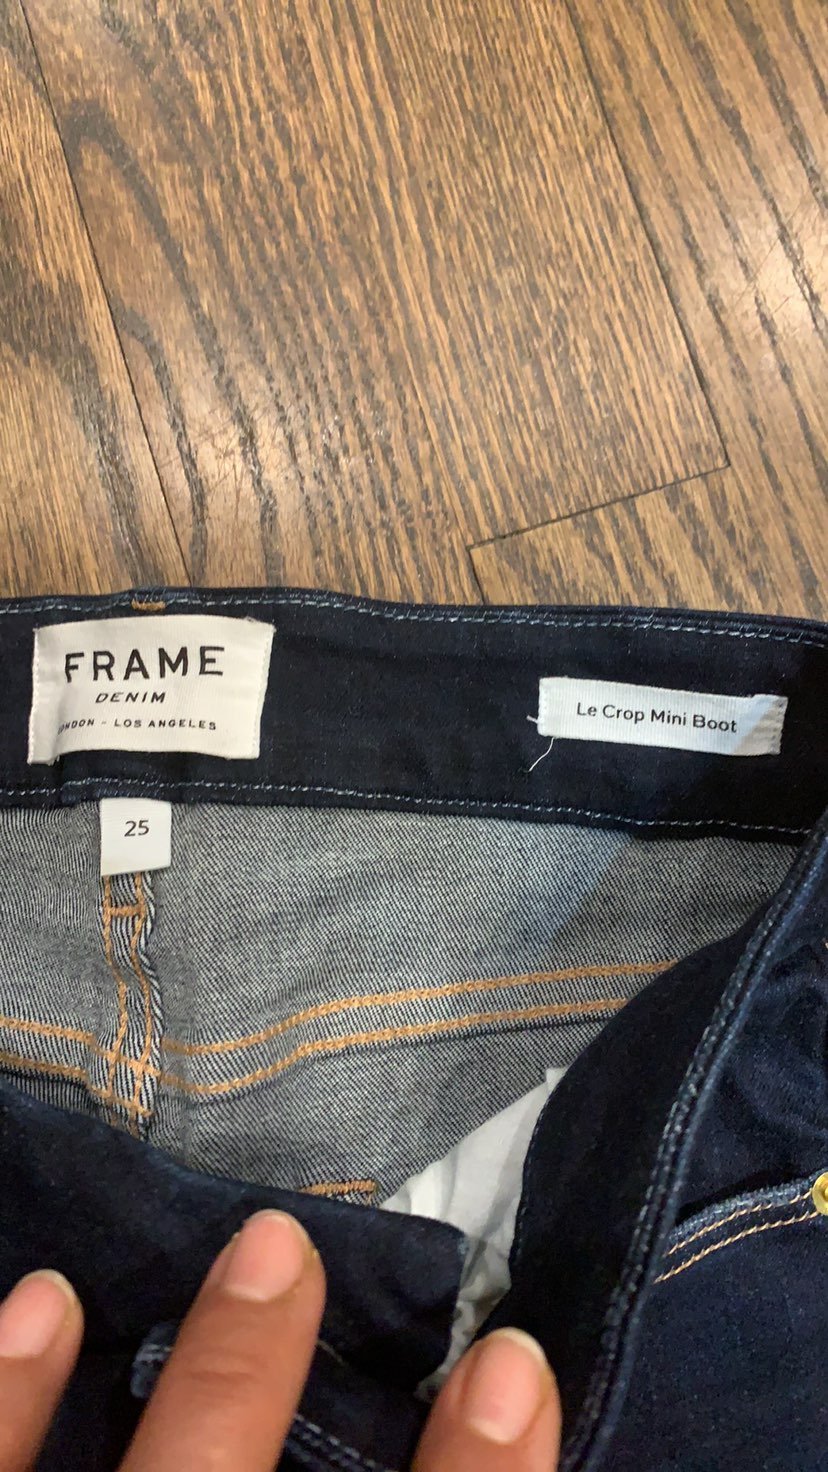 FRAME
DENIM
LOS ANGELES
Le Crop Mini Boot
25